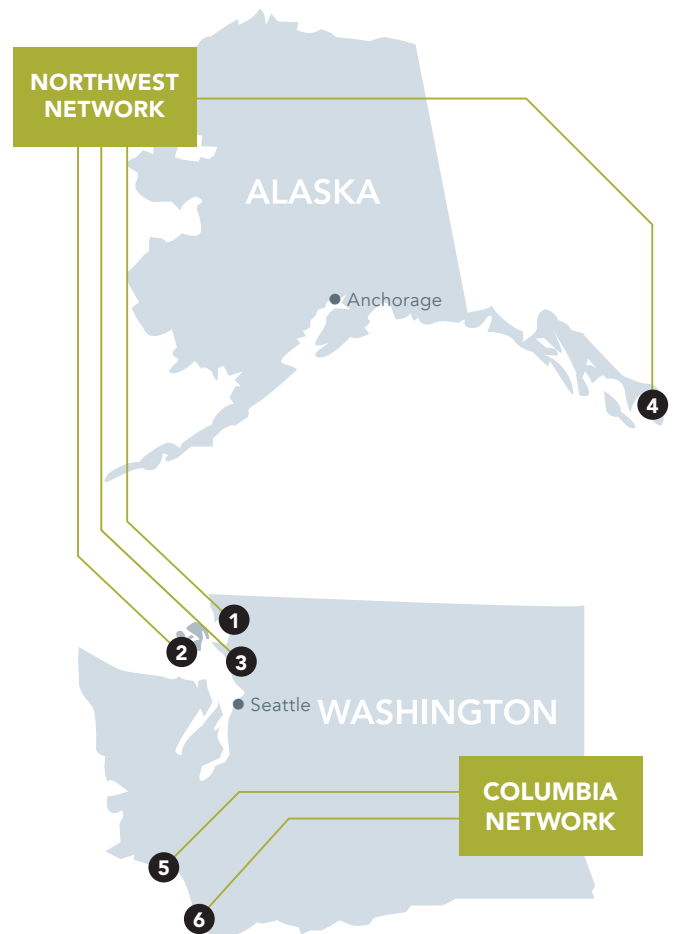 NORTHWEST
NETWORK
ALASKA
Anchorage
4
1
2
3
Seattle
WASHINGTON
COLUMBIA
NETWORK
5
6